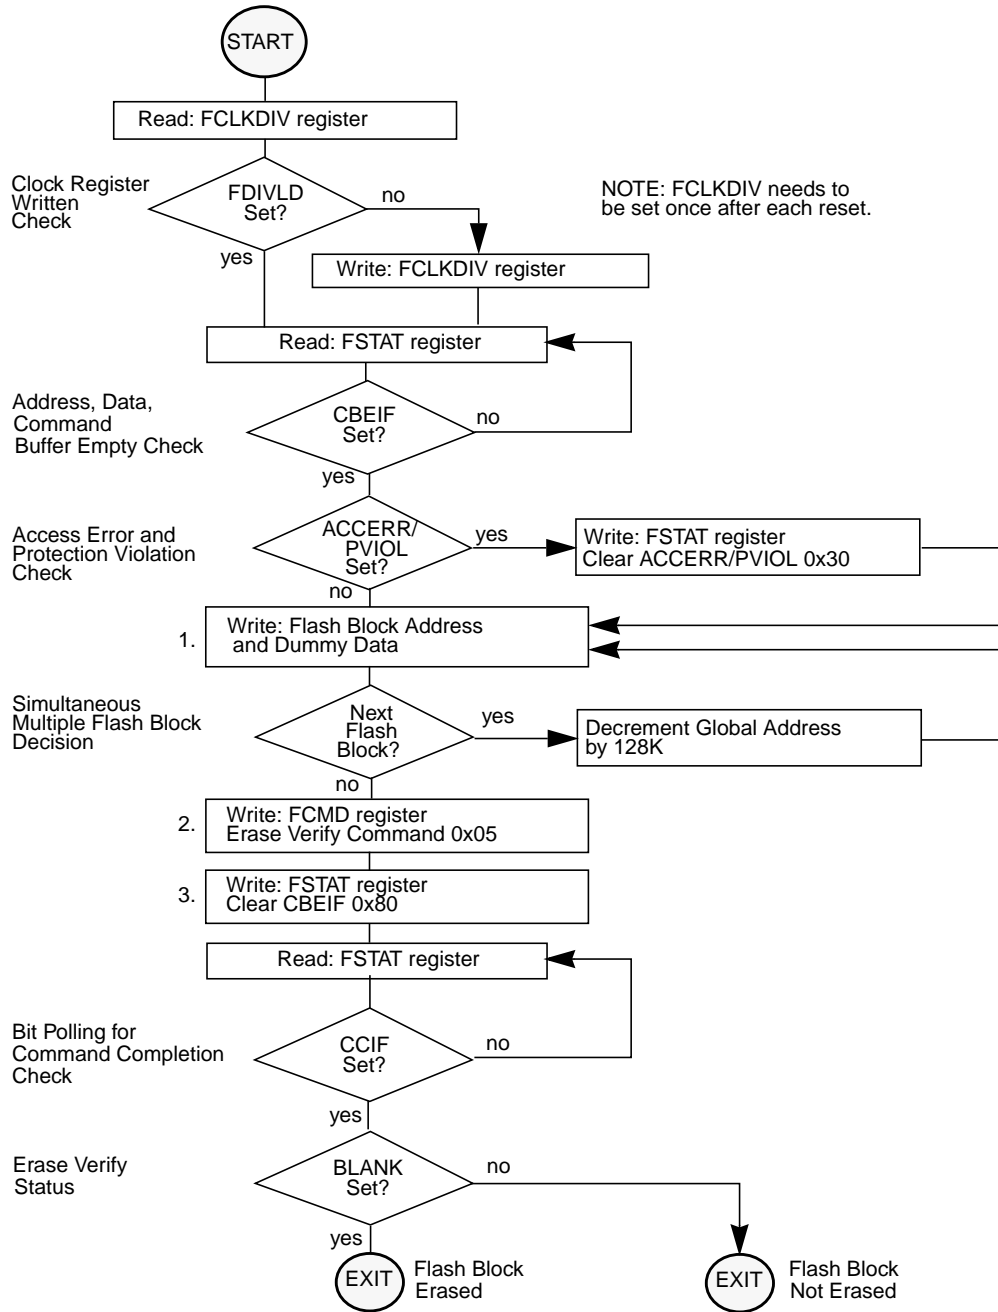 START
Read: FCLKDIV register
Clock Register
Written
Check
FDIVLD
Set?
no
yes
NOTE: FCLKDIV needs to
be set once after each reset.
Write: FCLKDIV register
Read: FSTAT register
Address, Data,
Command
Buffer Empty Check
CBEIF
Set?
no
yes
Access Error and
Protection Violation
Check
ACCERR/
PVIOL
Set?
yes
no
Write: FSTAT register
Clear ACCERR/PVIOL 0x30
1.
Write: Flash Block Address
and Dummy Data
Simultaneous
Multiple Flash Block
Decision
Next
Flash
Block?
yes
no
Decrement Global Address
by 128K
2.
Write: FCMD register
Erase Verify Command 0x05
3.
Write: FSTAT register
Clear CBEIF 0x80
Read: FSTAT register
Bit Polling for
Command Completion
Check
CCIF
Set?
no
yes
Erase Verify
Status
BLANK
Set?
no
yes
EXIT
Flash Block
Erased
EXIT
Flash Block
Not Erased